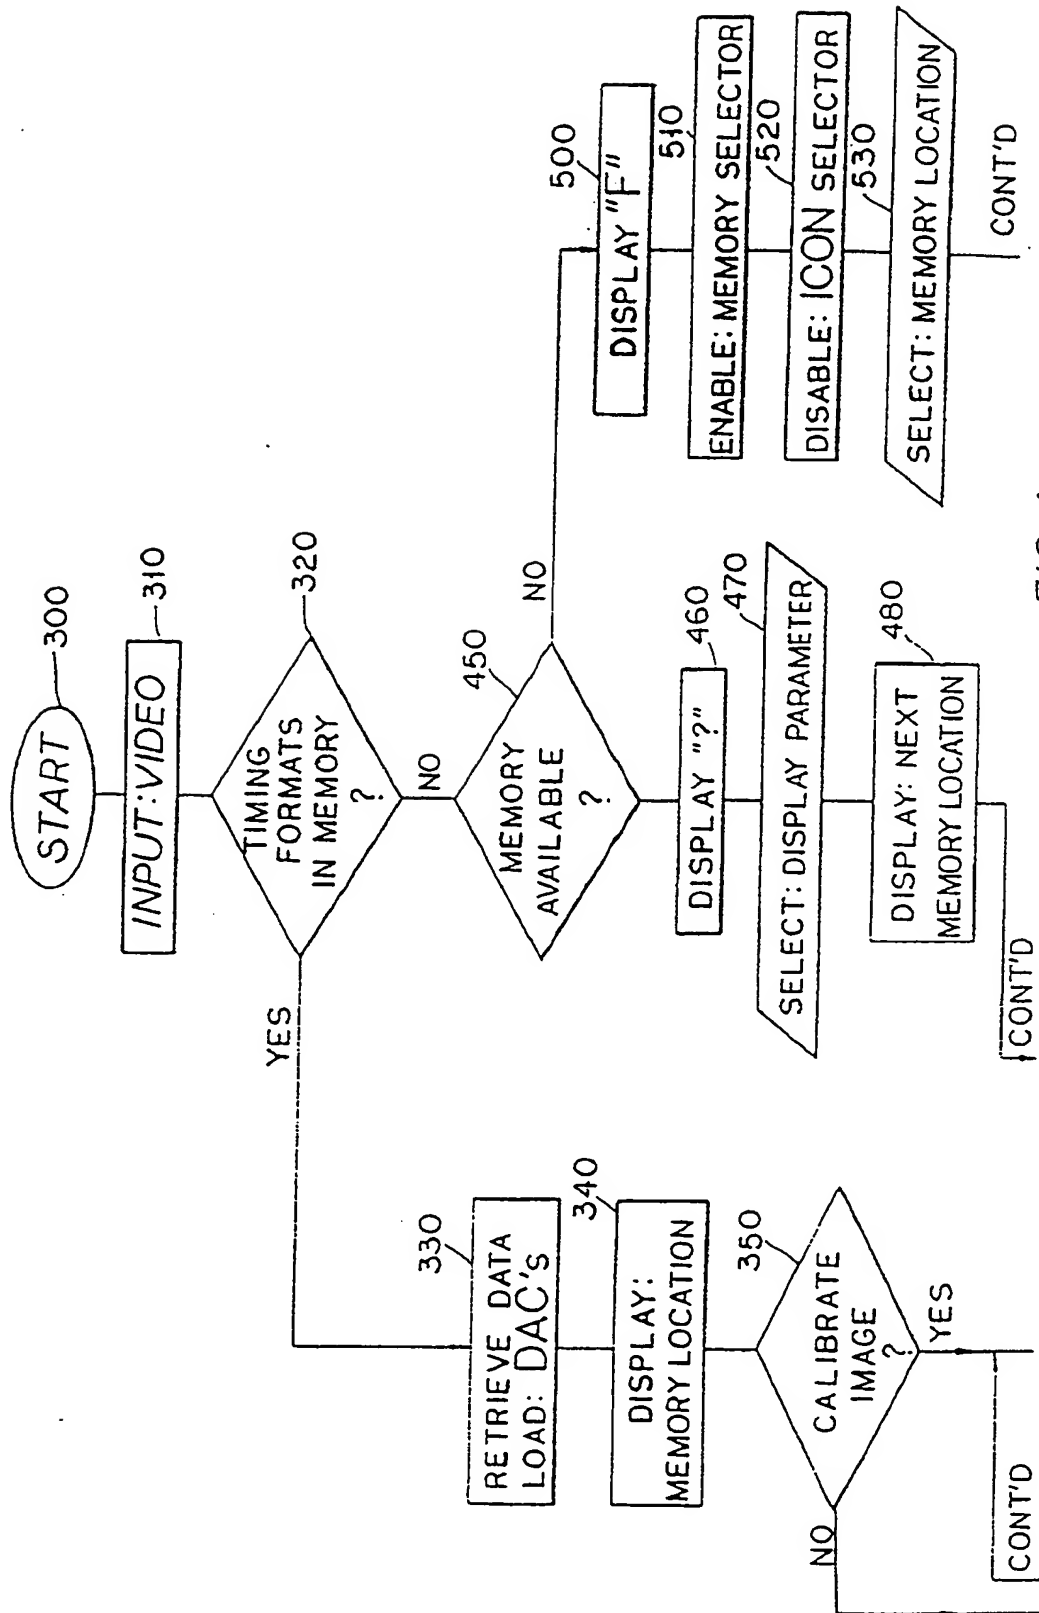 START
300
INPUT:VIDEO
310
TIMING
FORMATS
IN MEMORY
?
320
YES
NO
RETRIEVE DATA
LOAD: DAC's
330
DISPLAY:
MEMORY LOCATION
340
CALIBRATE
IMAGE
?
350
NO
YES
CONT'D
MEMORY
AVAILABLE
?
450
NO
DISPLAY "?"
460
SELECT: DISPLAY PARAMETER
470
DISPLAY: NEXT
MEMORY LOCATION
480
CONT'D
DISPLAY "F"
500
ENABLE: MEMORY SELECTOR
510
DISABLE: ICON SELECTOR
520
SELECT: MEMORY LOCATION
530
CONT'D